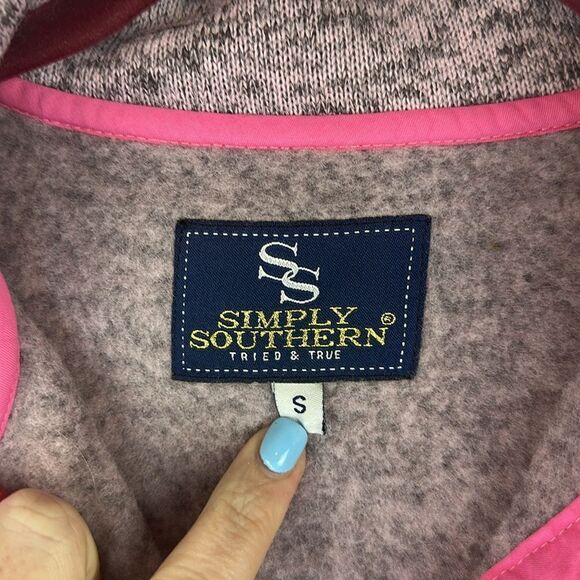 SS
SIMPLY
SOUTHERN®
TRIED & TRUE
S